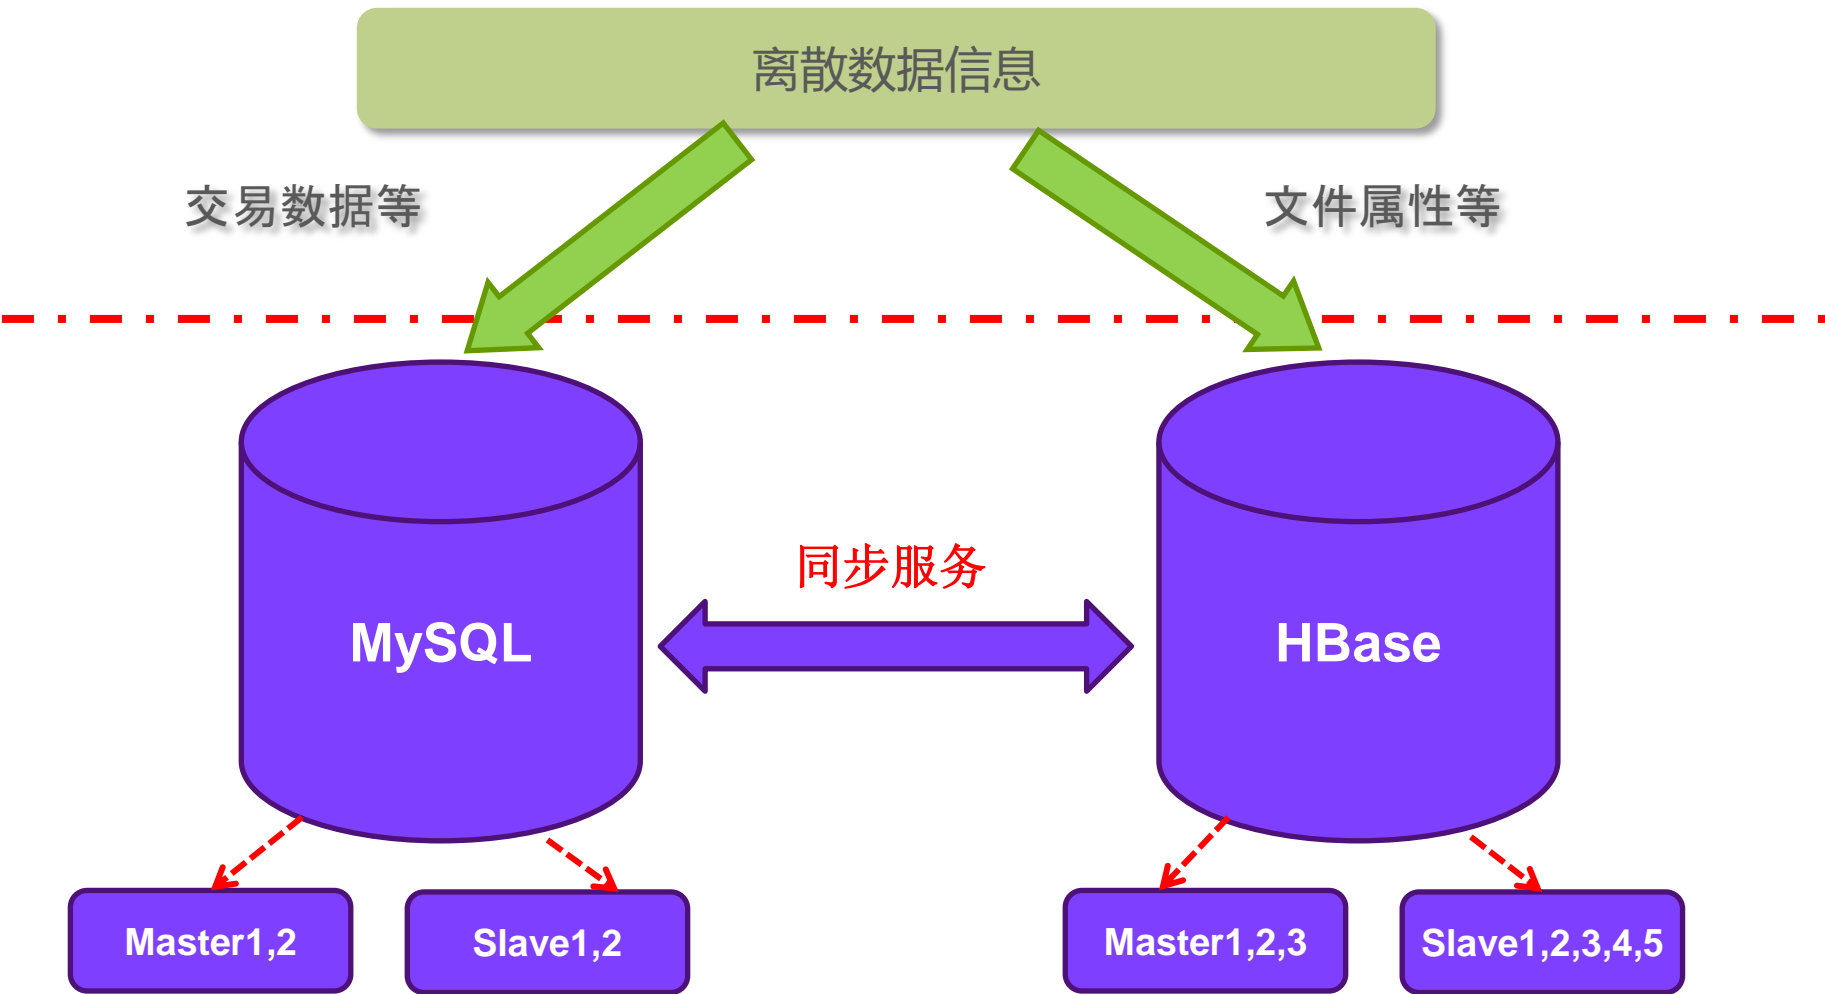 离散数据信息
交易数据等
文件属性等
同步服务
MySQL
HBase
Master1,2
Slave1,2
Master1,2,3
Slave1,2,3,4,5